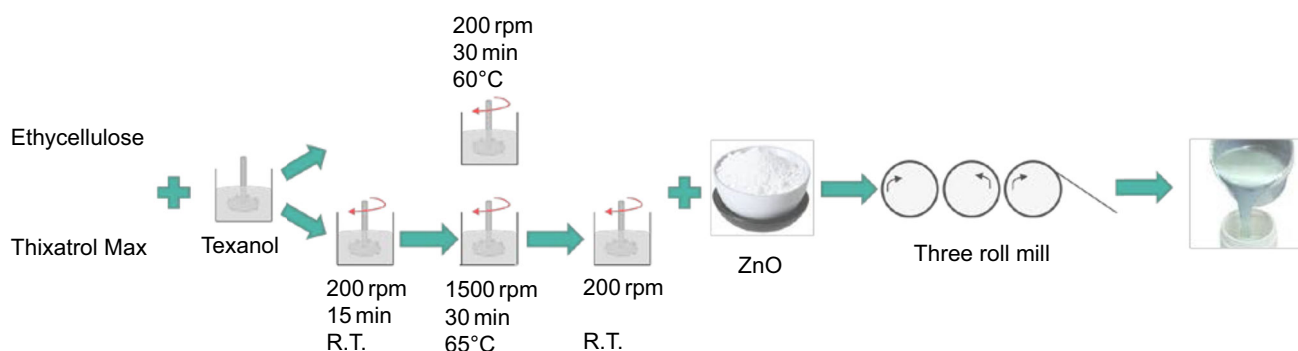 200 rpm
30 min
60°C
Ethycellulose
Thixatrol Max
Texanol
200 rpm
15 min
R.T.
1500 rpm
30 min
65°C
200 rpm
R.T.
ZnO
Three roll mill